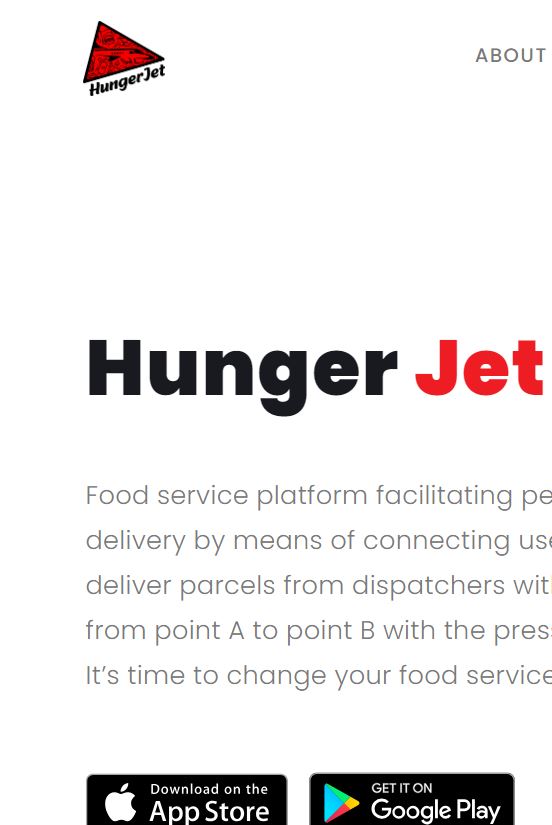 HungerJet
ABOUT
Hunger Jet
Food service platform facilitating pe
delivery by means of connecting use
deliver parcels from dispatchers wit
from point A to point B with the pres
It’s time to change your food service
Download on the
App Store
GET IT ON
Google Play